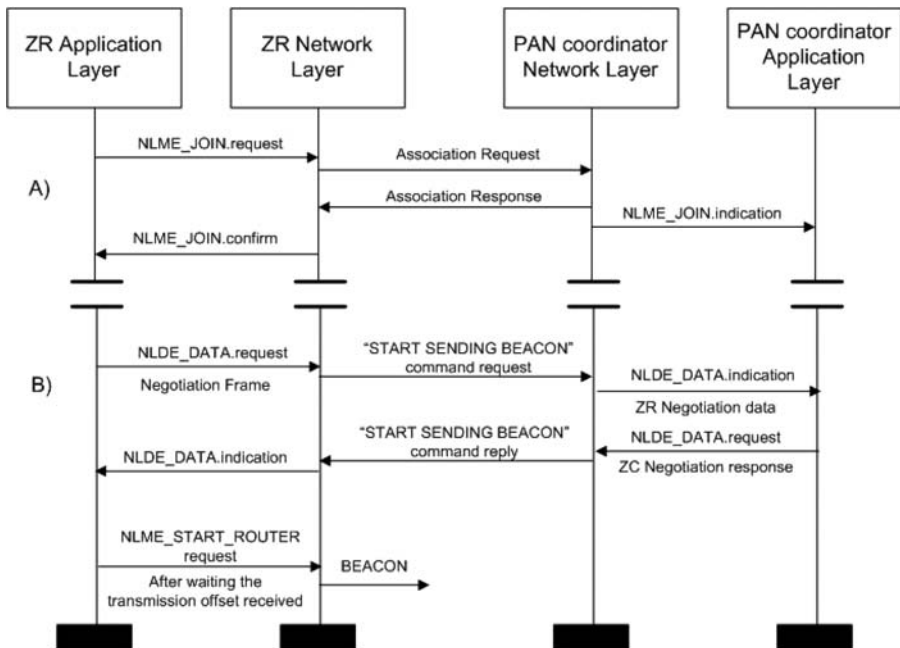 ZR Application
Layer
ZR Network
Layer
PAN coordinator
Network Layer
PAN coordinator
Application
Layer
A)
NLME_JOIN.request
Association Request
Association Response
NLME_JOIN.indication
NLME_JOIN.confirm
B)
NLDE_DATA.request
Negotiation Frame
“START SENDING BEACON”
command request
NLDE_DATA.indication
ZR Negotiation data
NLDE_DATA.request
ZC Negotiation response
“START SENDING BEACON”
command reply
NLDE_DATA.indication
NLME_START_ROUTER
request
After waiting the
transmission offset received
BEACON